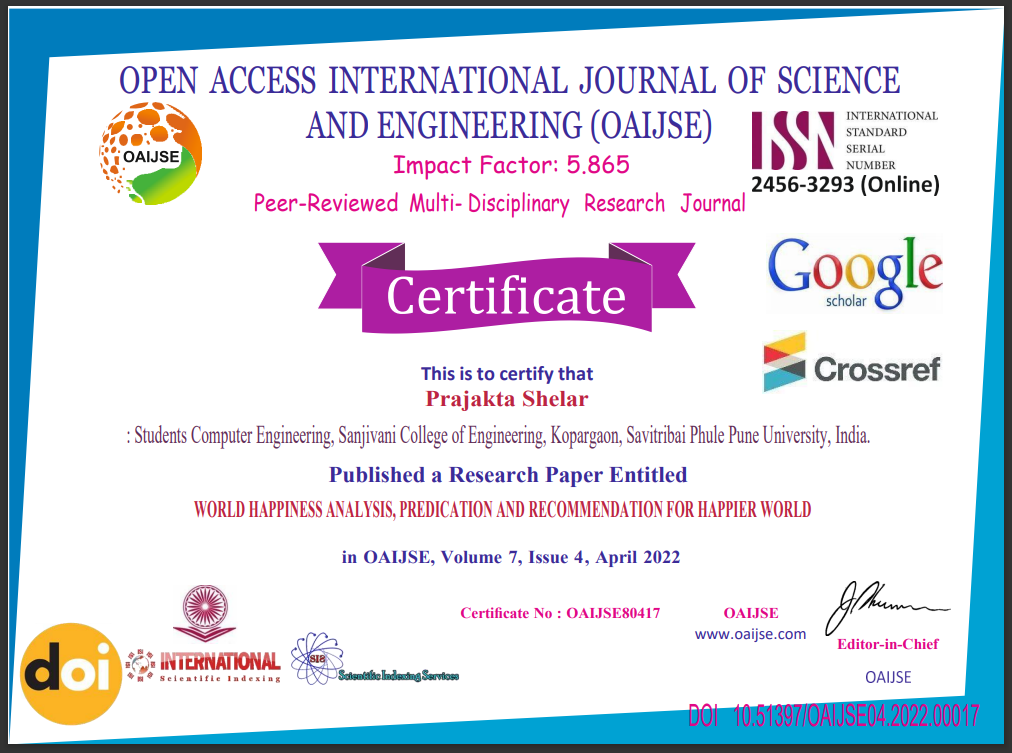 OPEN ACCESS INTERNATIONAL JOURNAL OF SCIENCE
AND ENGINEERING (OAIJSE)
OAIJSE
Impact Factor: 5.865
Peer-Reviewed Multi- Disciplinary Research Journal
ISSN
INTERNATIONAL
STANDARD
SERIAL
NUMBER
2456-3293 (Online)
Google
scholar
Crossref
Certificate
This is to certify that
Prajakta Shelar
: Students Computer Engineering, Sanjivani College of Engineering, Kopargaon, Savitribai Phule Pune University, India.
Published a Research Paper Entitled
WORLD HAPPINESS ANALYSIS, PREDICATION AND RECOMMENDATION FOR HAPPIER WORLD
in OAIJSE, Volume 7, Issue 4, April 2022
Certificate No : OAIJSE80417
OAIJSE
www.oaijse.com
Editor-in-Chief
OAIJSE
doi
INTERNATIONAL
Scientific Indexing
SIS
Scientific Indexing Services
DOI 10.51397/OAIJSE04.2022.00017